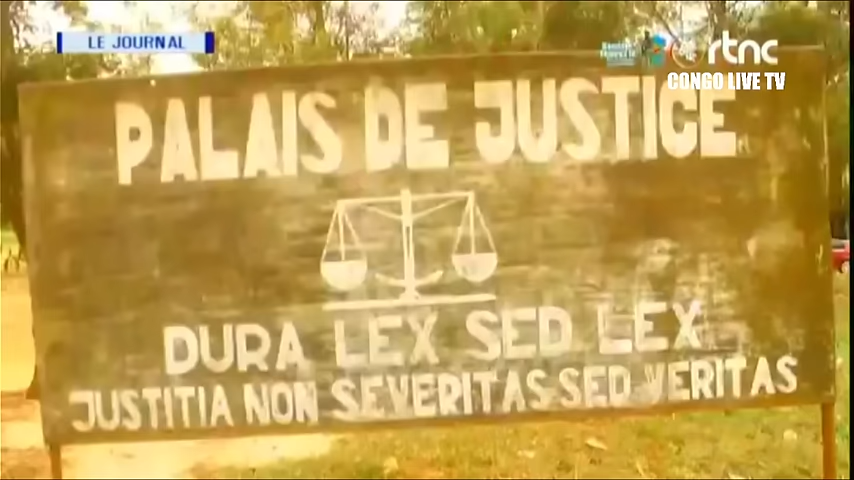 LE JOURNAL
rtnc
CONGO LIVE TV
PALAIS DE JUSTICE
DURA LEX SED LEX
JUSTITIA NON SEVERITAS SED VERITAS